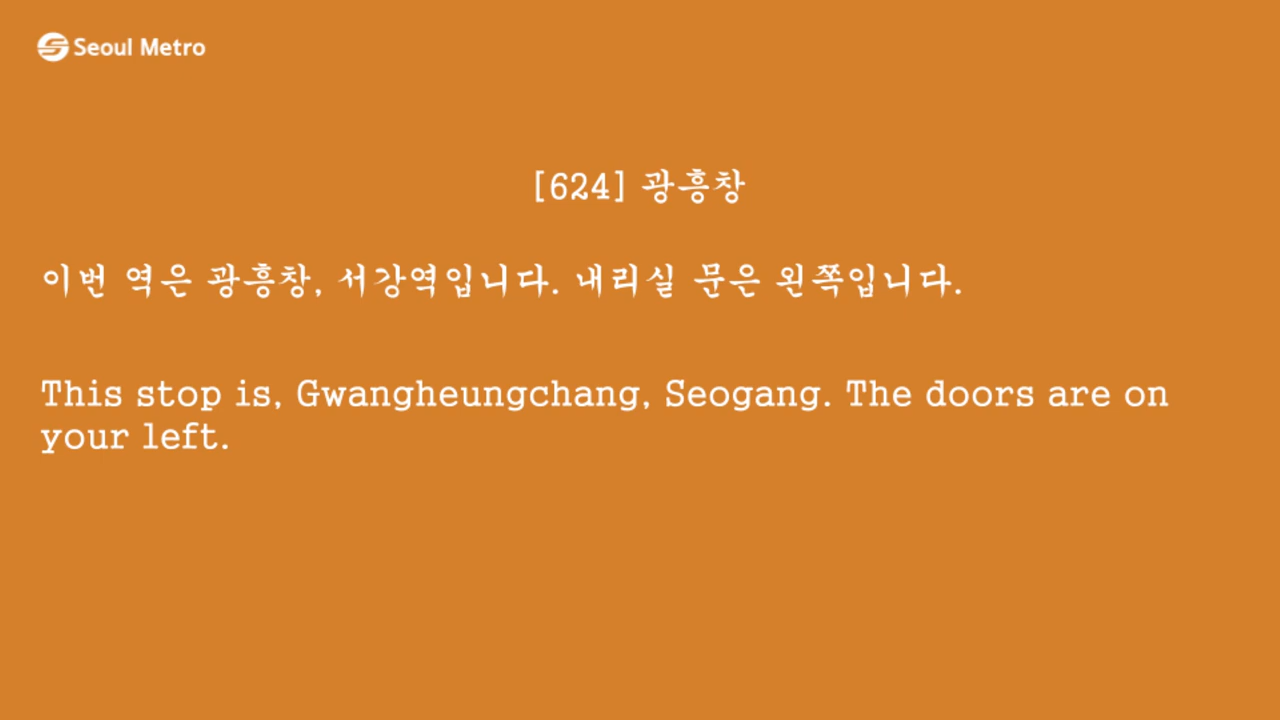 Seoul Metro
[624] 광흥창
이번 역은 광흥창, 서강역입니다. 내리실 문은 왼쪽입니다.
This stop is, Gwangheungchang, Seogang. The doors are on
your left.